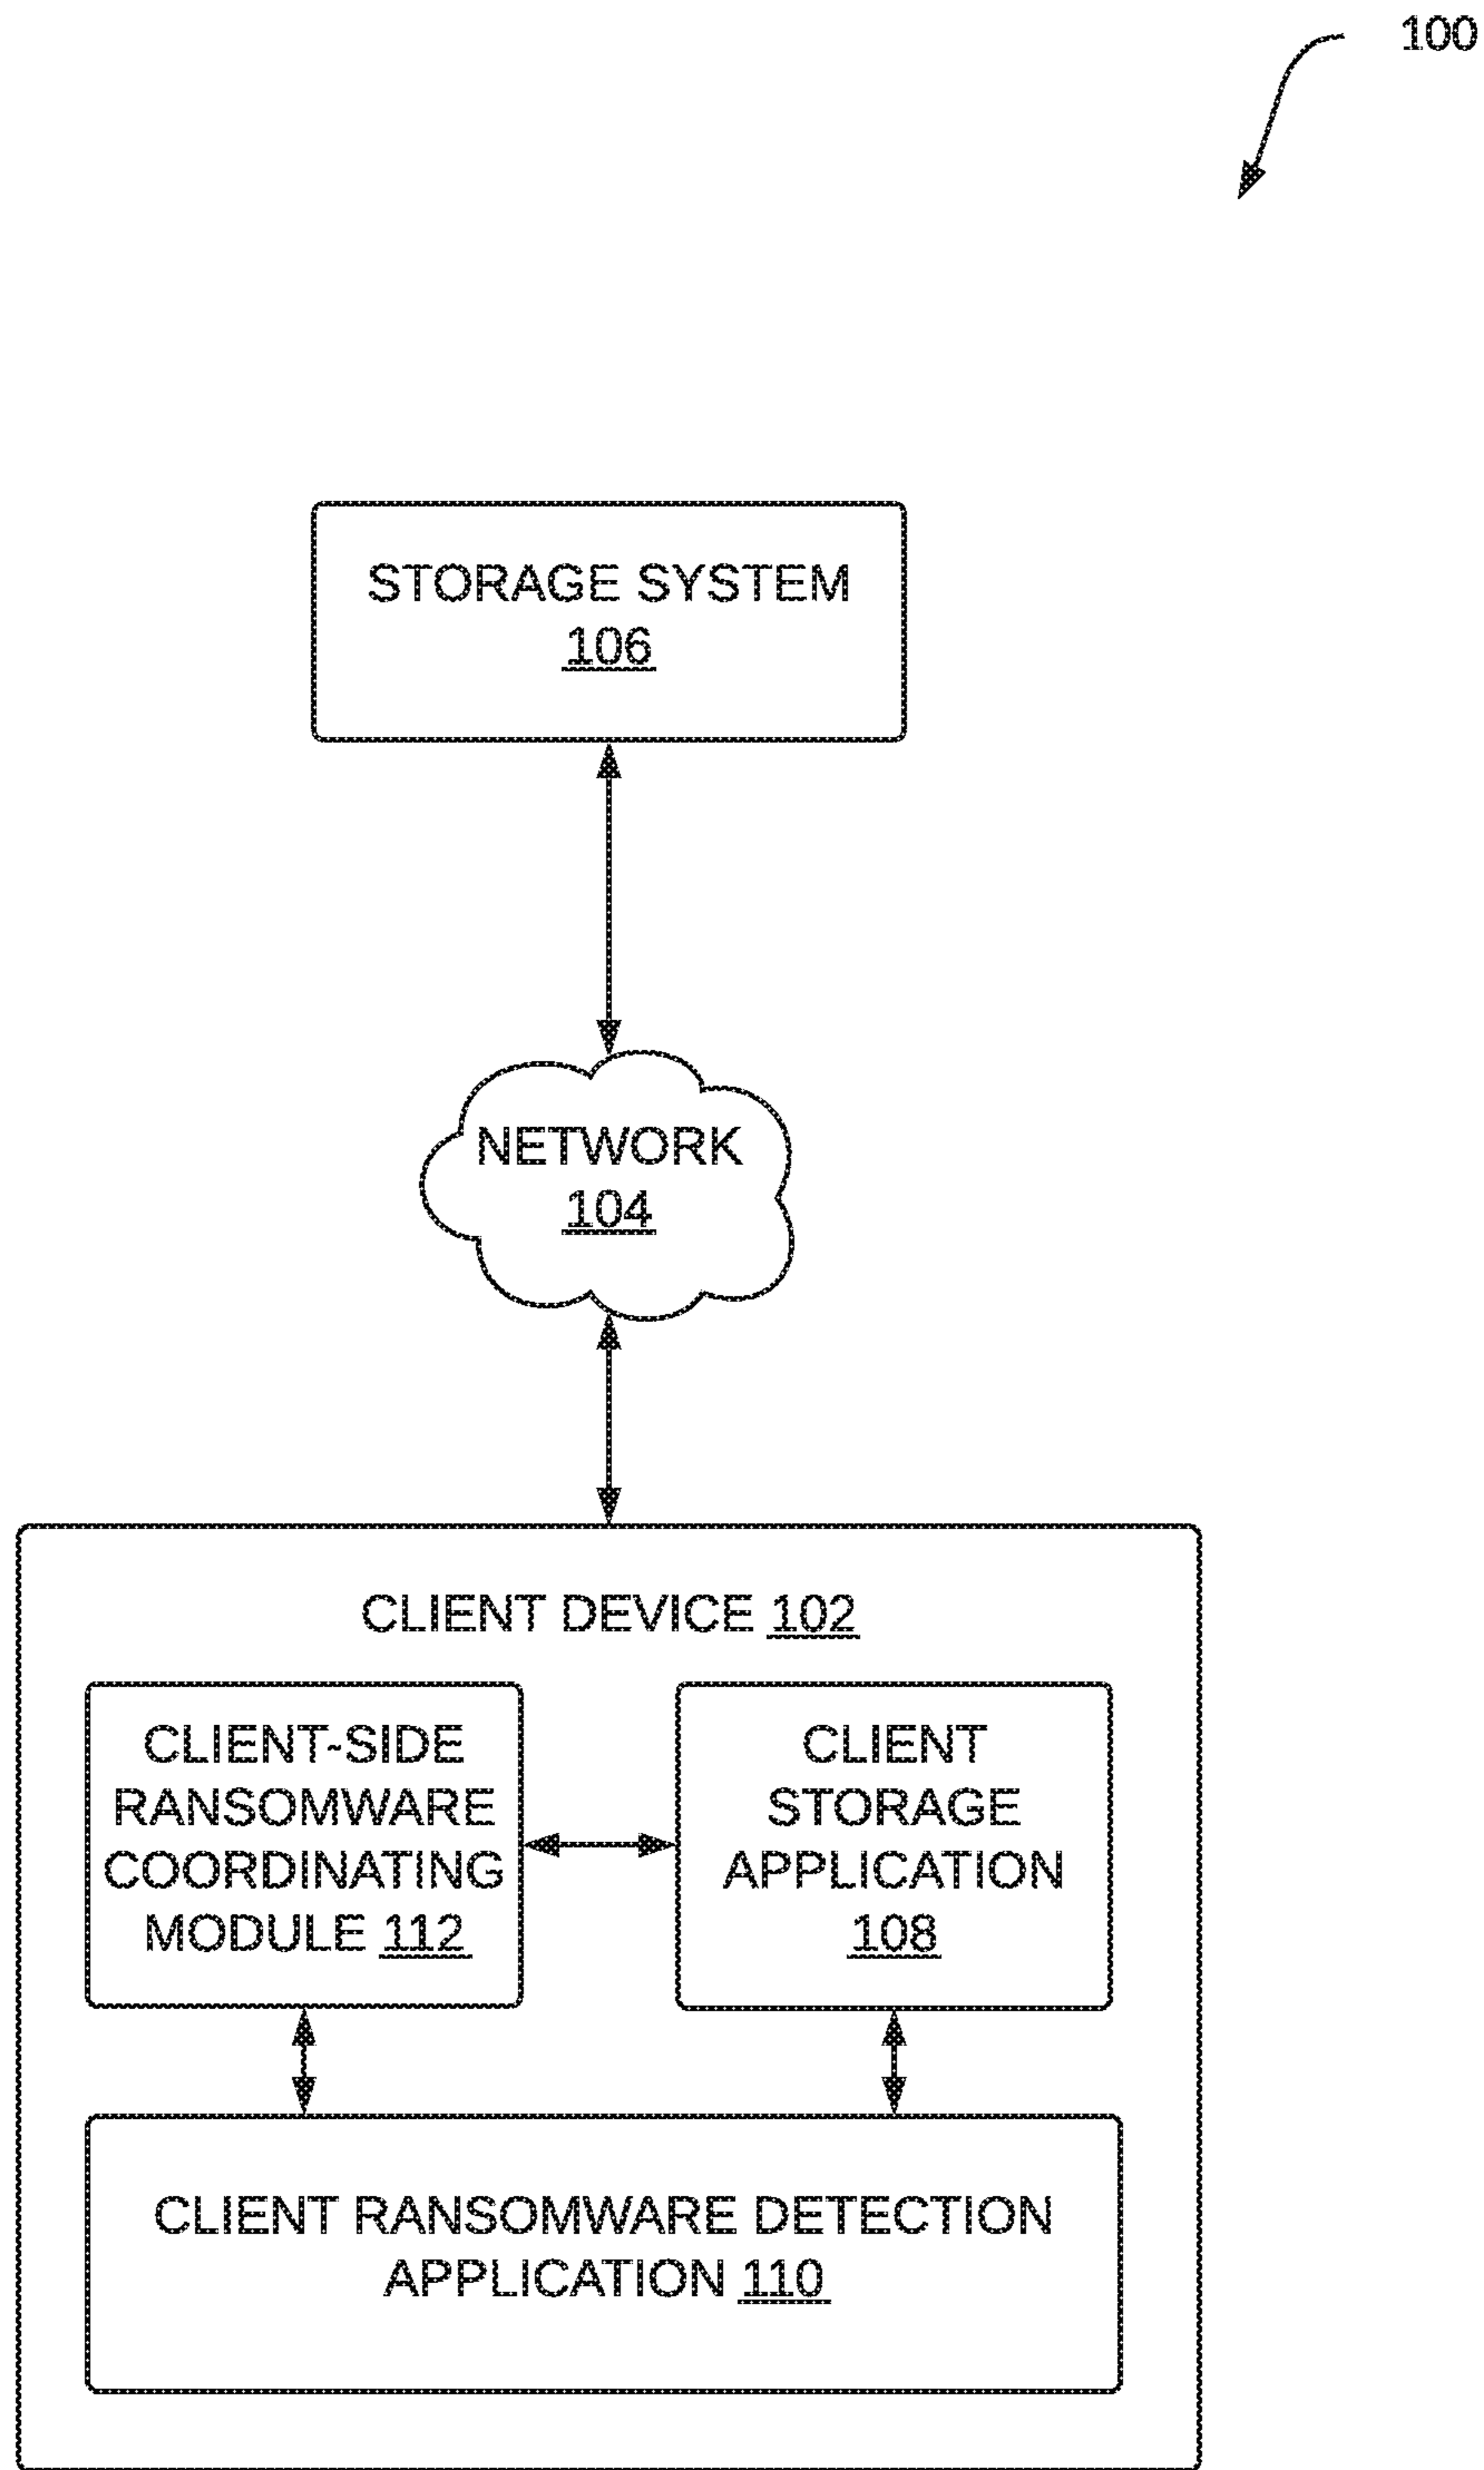 100
STORAGE SYSTEM
106
NETWORK
104
CLIENT DEVICE 102
CLIENT-SIDE
RANSOMWARE
COORDINATING
MODULE 112
CLIENT
STORAGE
APPLICATION
108
CLIENT RANSOMWARE DETECTION
APPLICATION 110